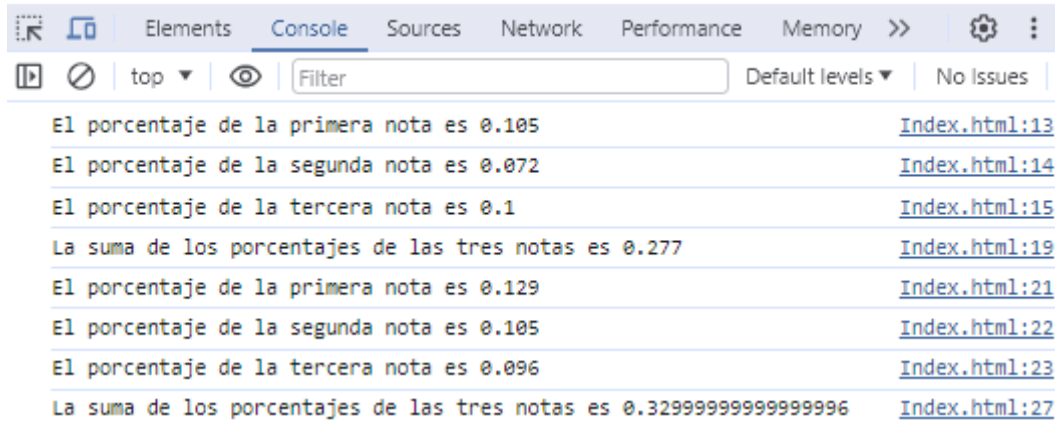 Elements Console Sources Network Performance Memory
top Filter Default levels No Issues
El porcentaje de la primera nota es 0.105 Index.html:13
El porcentaje de la segunda nota es 0.072 Index.html:14
El porcentaje de la tercera nota es 0.1 Index.html:15
La suma de los porcentajes de las tres notas es 0.277 Index.html:19
El porcentaje de la primera nota es 0.129 Index.html:21
El porcentaje de la segunda nota es 0.105 Index.html:22
El porcentaje de la tercera nota es 0.096 Index.html:23
La suma de los porcentajes de las tres notas es 0.32999999999999996 Index.html:27